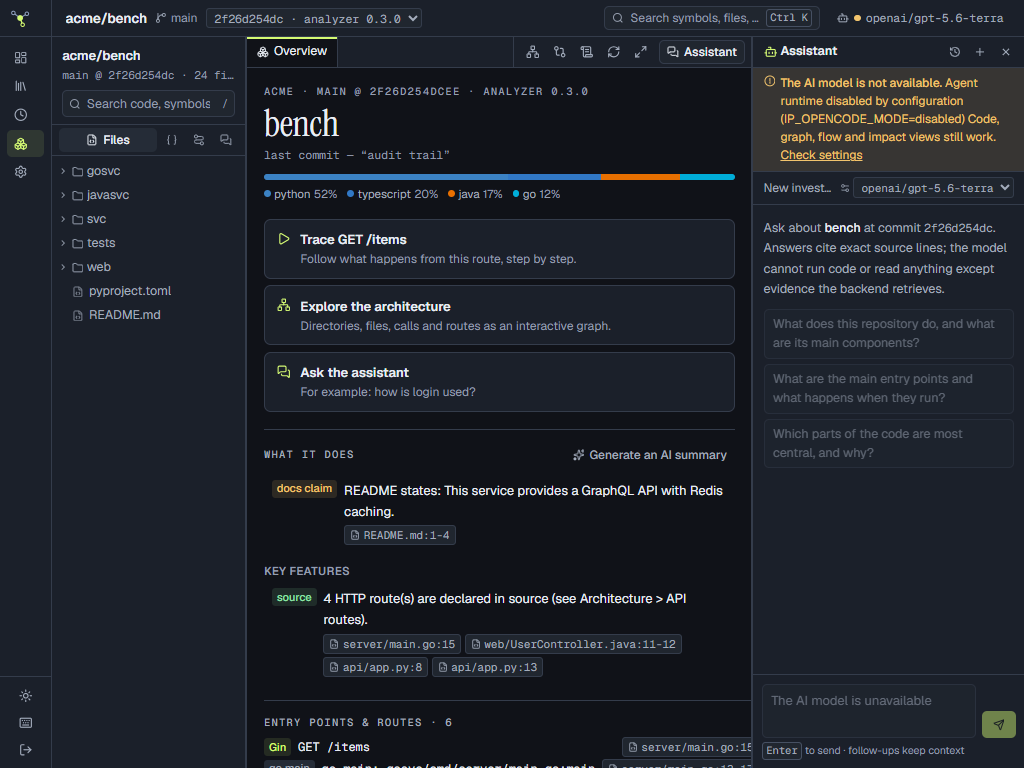 acme/bench main 2f26d254dc · analyzer 0.3.0 Search symbols, files, ... Ctrl K openai/gpt-5.6-terra
acme/bench
main @ 2f26d254dc · 24 fi…
Search code, symbols /
Files
gosvc
javasvc
svc
tests
web
pyproject.toml
README.md
Overview
Assistant
ACME · MAIN @ 2F26D254DCEE · ANALYZER 0.3.0
bench
last commit — “audit trail”
python 52% typescript 20% java 17% go 12%
Trace GET /items
Follow what happens from this route, step by step.
Explore the architecture
Directories, files, calls and routes as an interactive graph.
Ask the assistant
For example: how is login used?
WHAT IT DOES
Generate an AI summary
docs claim README states: This service provides a GraphQL API with Redis
caching.
README.md:1-4
KEY FEATURES
source 4 HTTP route(s) are declared in source (see Architecture > API
routes).
server/main.go:15 web/UserController.java:11-12
api/app.py:8 api/app.py:13
ENTRY POINTS & ROUTES · 6
Gin GET /items server/main.go:15
Assistant
The AI model is not available. Agent
runtime disabled by configuration
(IP_OPENCODE_MODE=disabled) Code,
graph, flow and impact views still work.
Check settings
New invest… openai/gpt-5.6-terra
Ask about bench at commit 2f26d254dc.
Answers cite exact source lines; the model
cannot run code or read anything except
evidence the backend retrieves.
What does this repository do, and what
are its main components?
What are the main entry points and
what happens when they run?
Which parts of the code are most
central, and why?
The AI model is unavailable
Enter to send · follow-ups keep context